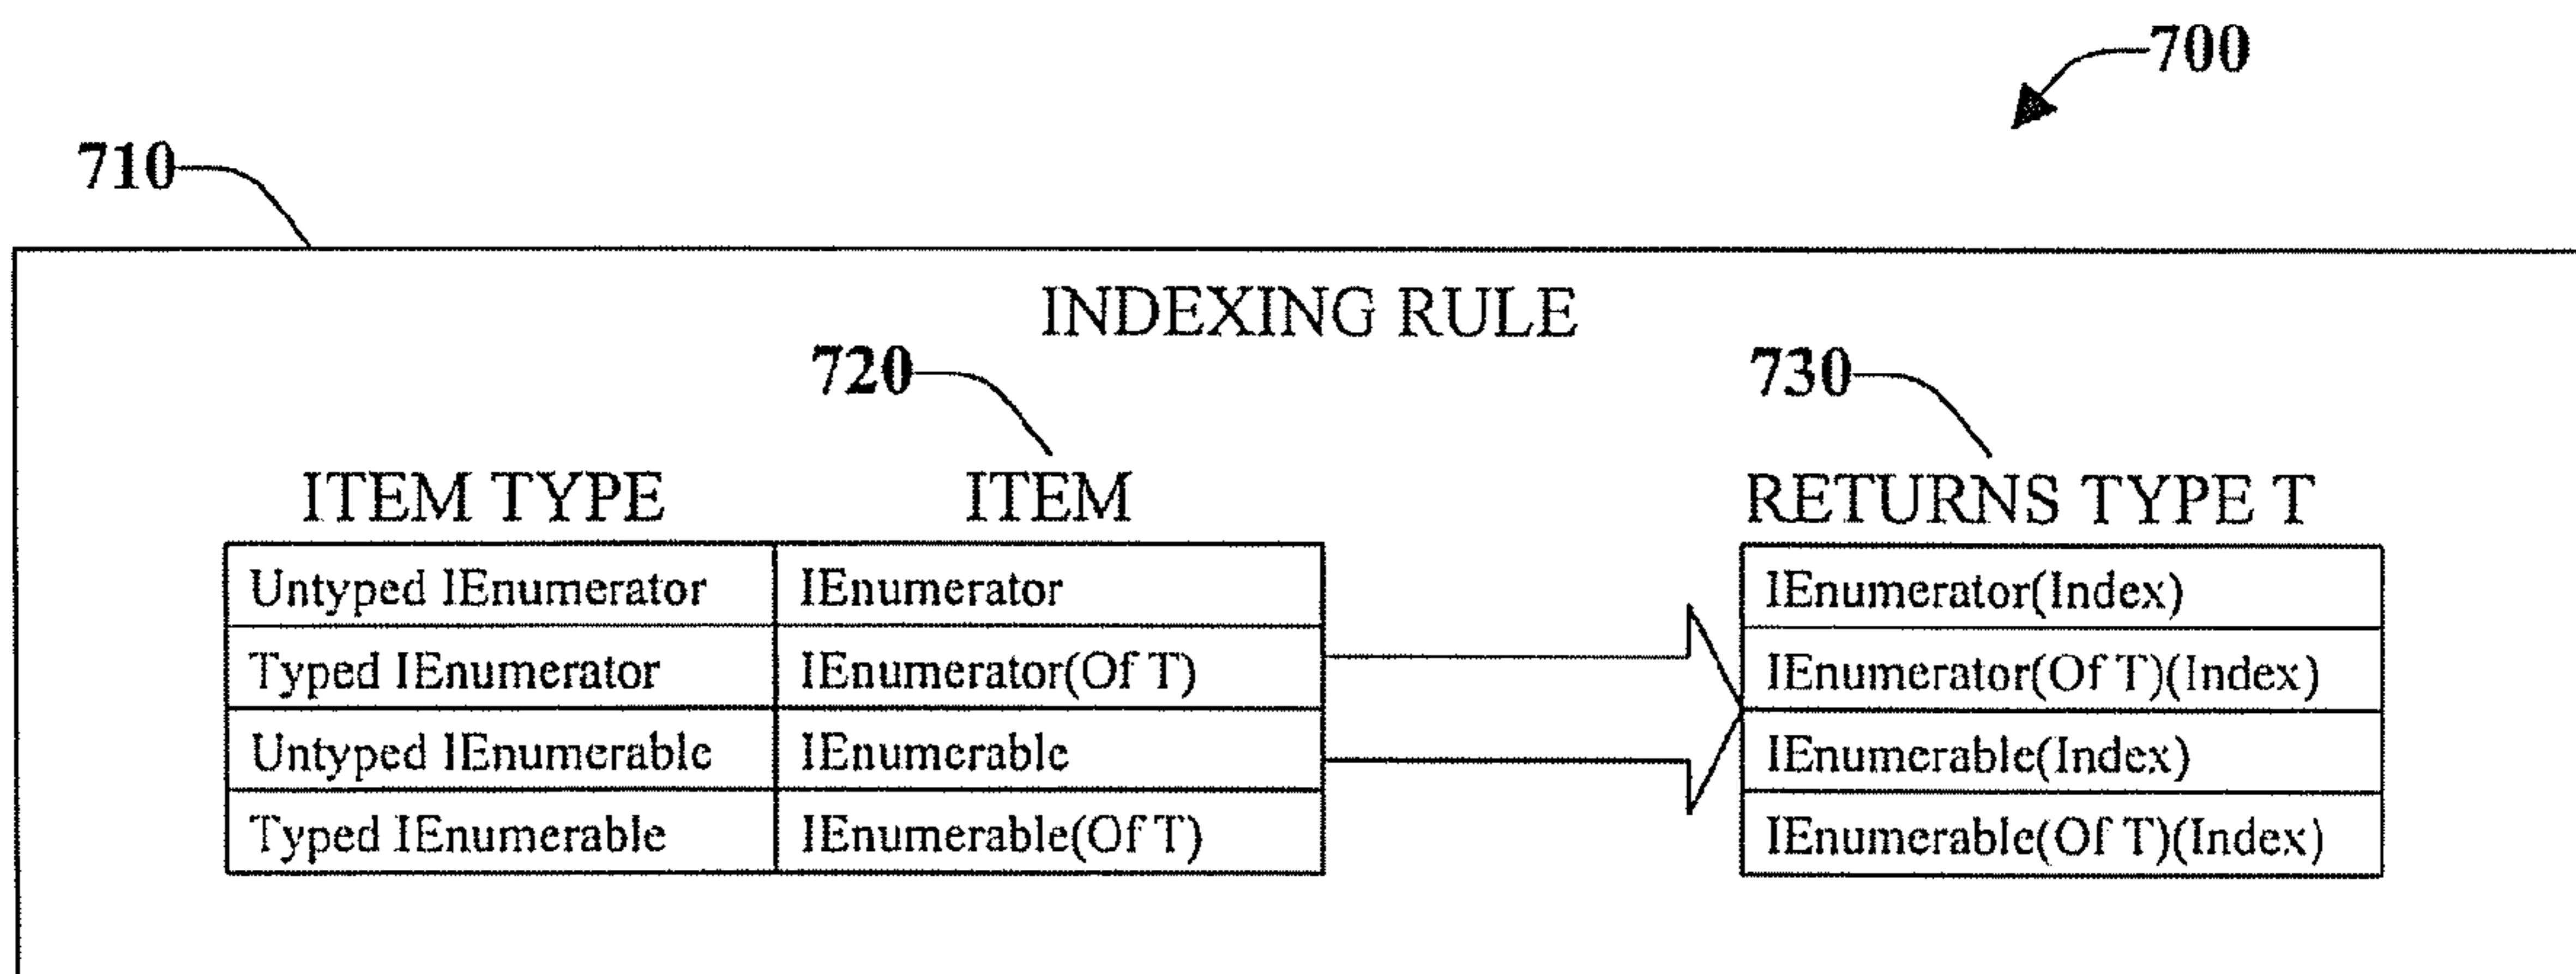 700
710
INDEXING RULE
720
730
ITEM TYPE ITEM RETURNS TYPE T
Untyped IEnumerator IEnumerator IEnumerator(Index)
Typed IEnumerator IEnumerator(Of T) IEnumerator(Of T)(Index)
Untyped IEnumerable IEnumerable IEnumerable(Index)
Typed IEnumerable IEnumerable(Of T) IEnumerable(Of T)(Index)